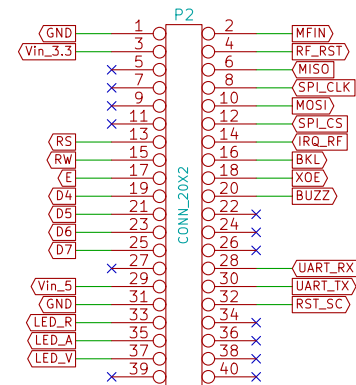 P2
GND 1 2 MFIN
Vin_3.3 3 4 RF_RST
5 6 MISO
7 8 SPI_CLK
9 10 MOSI
11 12 SPI_CS
RS 13 14 IRQ_RF
RW 15 16 BKL
E 17 18 XOE
D4 19 20 BUZZ
D5 21 22
D6 23 24
D7 25 26
27 28 UART_RX
Vin_5 29 30 UART_TX
GND 31 32 RST_SC
LED_R 33 34
LED_A 35 36
LED_V 37 38
39 40
CONN_20X2